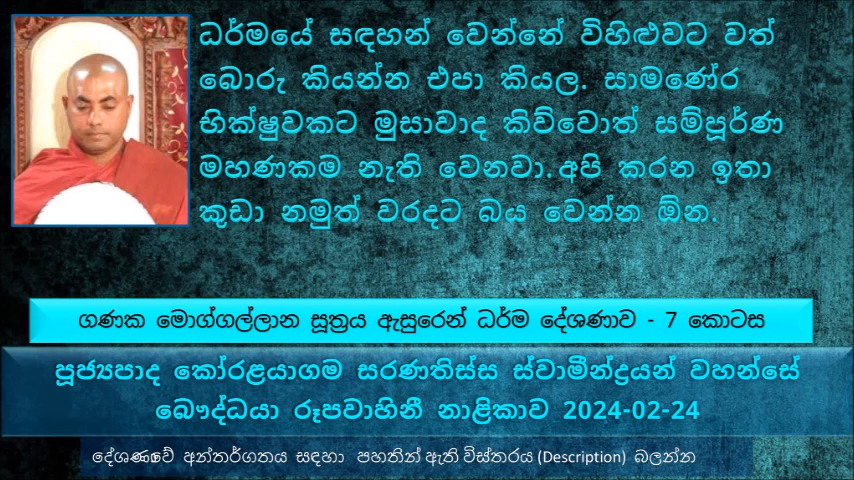 ධර්මයේ සඳහන් වෙන්නේ විහිළුවට වත්
බොරු කියන්න එපා කියල. සාමණේර
භික්ෂුවකට මුසාවාද කිව්වොත් සම්පූර්ණ
මහණකම නැති වෙනවා. අපි කරන ඉතා
කුඩා නමුත් වරදට බය වෙන්න ඕන.
ගණක මොග්ගල්ලාන සූත්‍රය ඇසුරෙන් ධර්ම දේශණාව - 7 කොටස
පූජ්‍යපාද කෝරළයාගම සරණතිස්ස ස්වාමීන්ද්‍රයන් වහන්සේ
බෞද්ධයා රූපවාහිනී නාළිකාව 2024-02-24
දේශණාවේ අන්තර්ගතය සඳහා පහතින් ඇති විස්තරය (Description) බලන්න